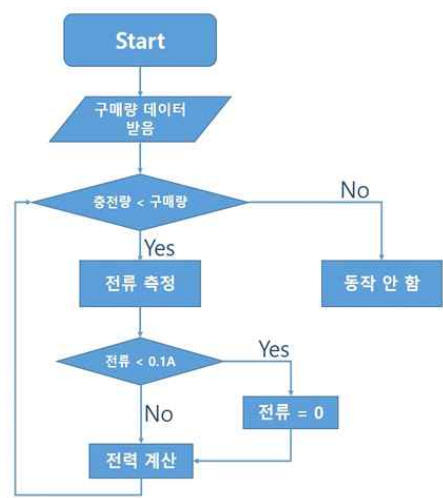 Start
구매량 데이터
받음
충전량 < 구매량
No
Yes
전류 측정
동작 안 함
전류 < 0.1A
Yes
No
전류 = 0
전력 계산